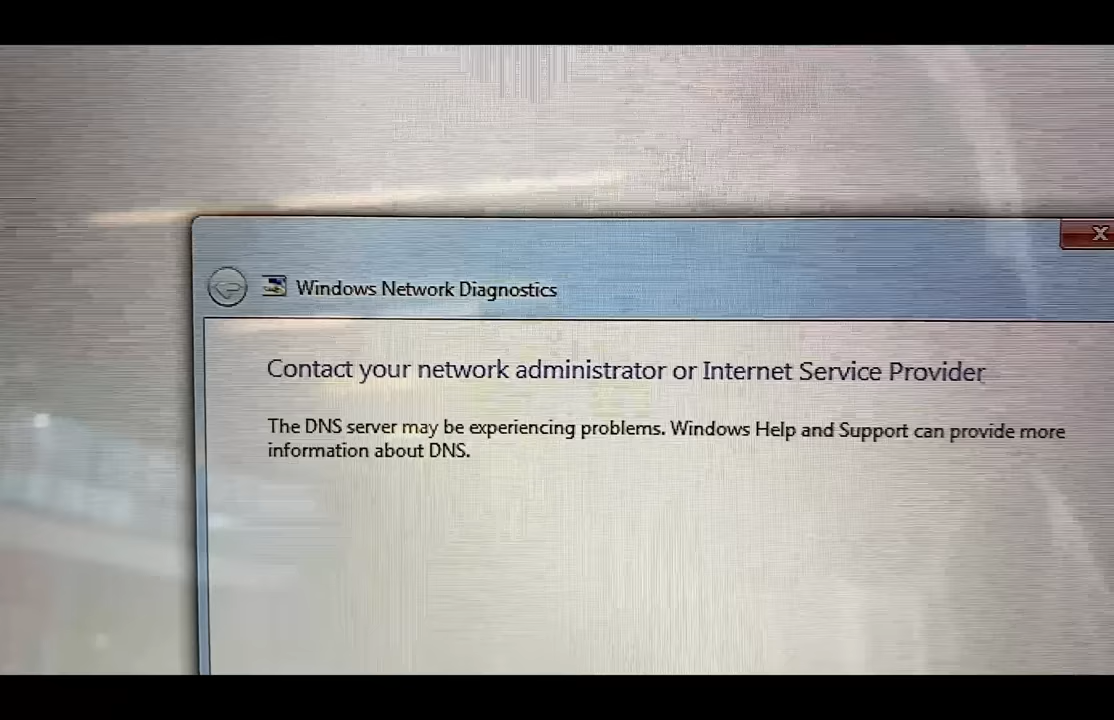 Windows Network Diagnostics
Contact your network administrator or Internet Service Provider
The DNS server may be experiencing problems. Windows Help and Support can provide more
information about DNS.